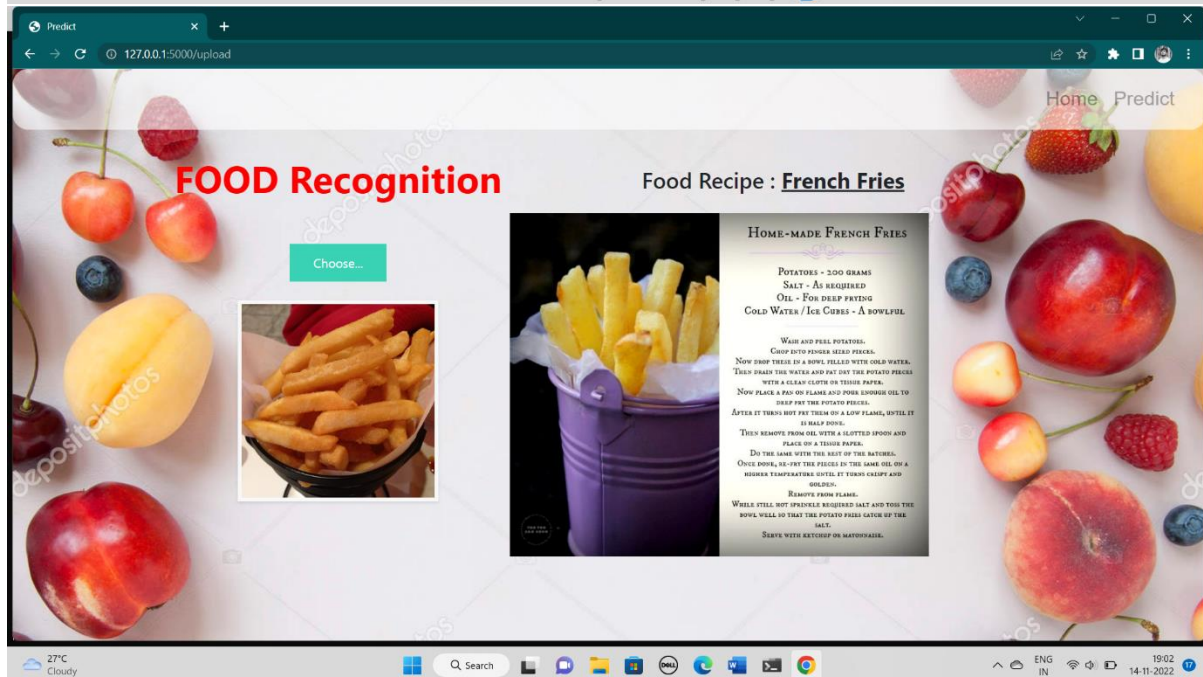 Predict
127.0.0.1:5000/upload
Home Predict
FOOD Recognition
Food Recipe : French Fries
Choose...
HOME-MADE FRENCH FRIES
POTATOES - 200 GRAMS
SALT - AS REQUIRED
OIL - FOR DEEP FRYING
COLD WATER / ICE CUBES - A BOWLFUL
WASH AND PEEL POTATOES.
CHOP INTO FINGER SIZED PIECES.
NOW DROP THESE IN A BOWL FILLED WITH COLD WATER.
THEN DRAIN THE WATER AND PAT DRY THE POTATO PIECES
WITH A CLEAN CLOTH OR TISSUE PAPER.
NOW PLACE A PAN ON FLAME AND POUR ENOUGH OIL TO
DEEP FRY THE POTATO PIECES.
AFTER IT TURNS HOT FRY THEM ON A LOW FLAME, UNTIL IT
IS HALF DONE.
THEN REMOVE FROM OIL WITH A SLOTTED SPOON AND
PLACE ON A TISSUE PAPER.
DO THE SAME WITH THE REST OF THE BATCHES.
ONCE DONE, RE-FRY THE PIECES IN THE SAME OIL ON A
HIGHER TEMPERATURE UNTIL IT TURNS CRISPY AND
GOLDEN.
REMOVE FROM FLAME.
WHILE STILL HOT SPRINKLE REQUIRED SALT AND TOSS THE
BOWL WELL SO THAT THE POTATO FRIES CATCH UP THE
SALT.
SERVE WITH KETCHUP OR MAYONNAISE.
depositphotos
depositphotos
depositphotos
27°C
Cloudy
Search
DELL
ENG
IN
19:02
14-11-2022
17